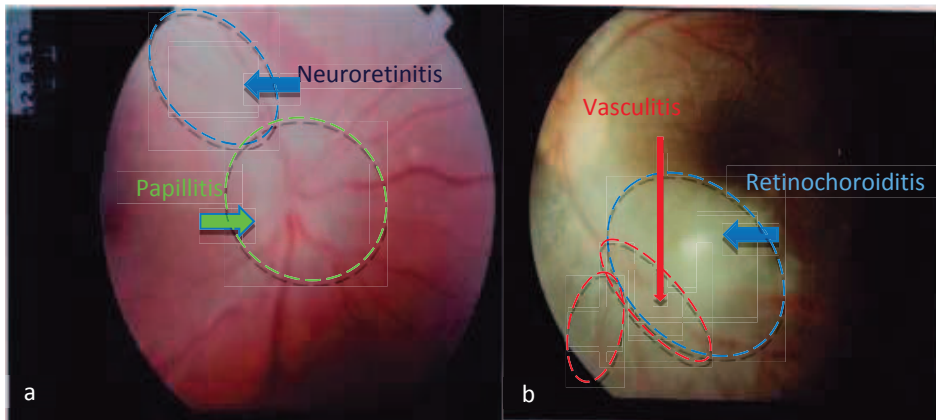 Neuroretinitis
Papillitis
a
Vasculitis
Retinochoroiditis
b